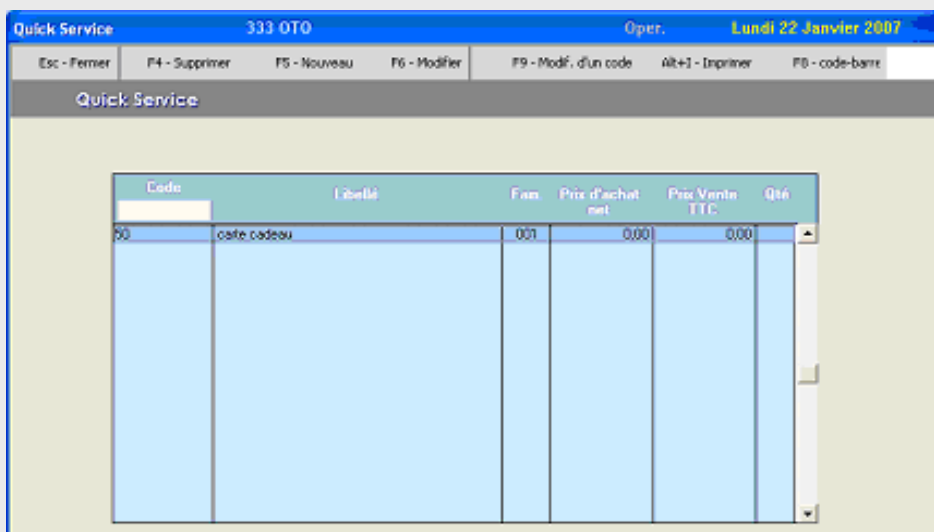 Quick Service 333 OTO Oper. Lundi 22 Janvier 2007
Esc - Fermer F4 - Supprimer F5 - Nouveau F6 - Modifier F9 - Modif. d'un code Alt+I - Imprimer F8 - code-barre
Quick Service
Code Libellé Fam. Prix d'achat net Prix Vente TTC Qté
50 carte cadeau 001 0,00 0,00